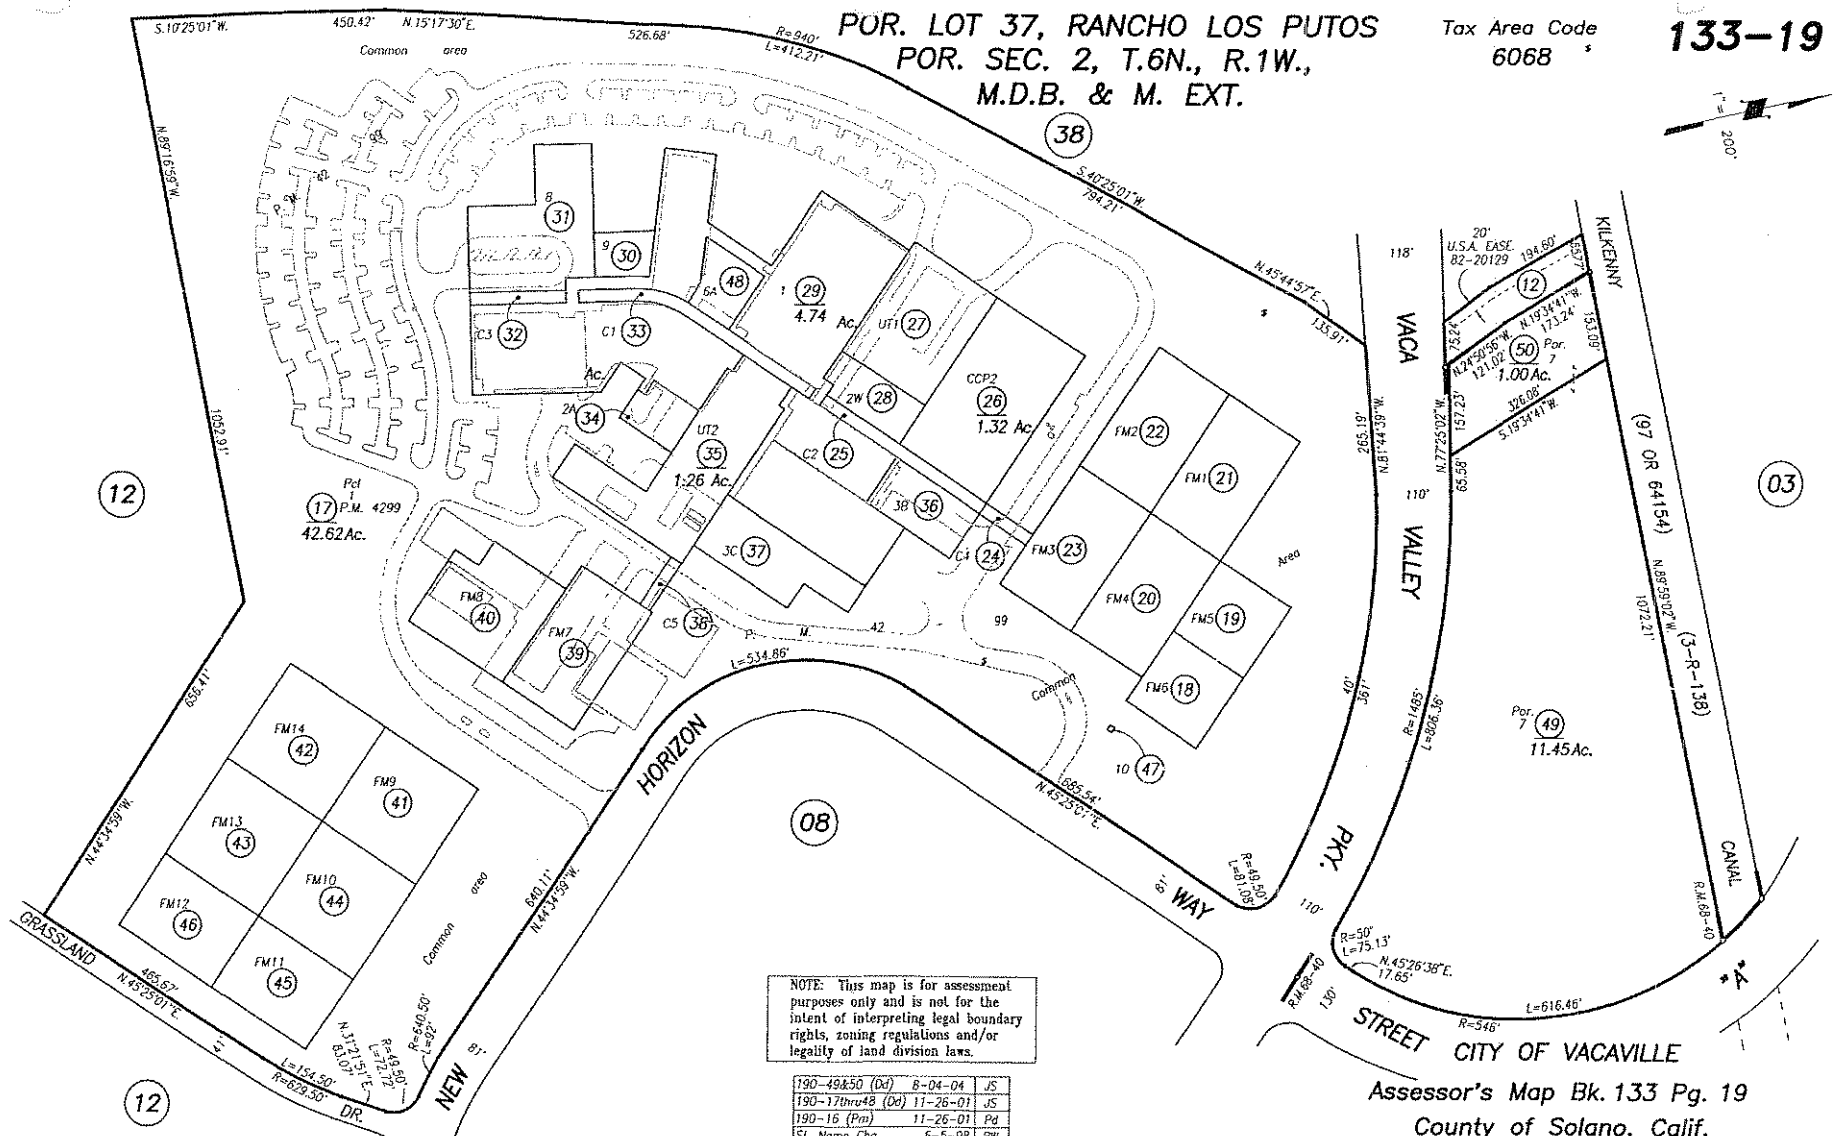 POR. LOT 37, RANCHO LOS PUTOS
POR. SEC. 2, T.6N., R.1W.,
M.D.B. & M. EXT.
Tax Area Code
6068
133-19
1" = 200'
S.10°25'01"W.
450.42'
N.15°17'30"E.
526.68'
R=940'
L=412.21'
Common area
38
S.40°25'01"W.
794.21'
N.45°44'57"E.
135.91'
N.89°16'59"W.
1052.91'
P. M.
8
31
9
30
6A
48
1
29
4.74 Ac.
UT1
27
C3
32
C1
33
Ac.
2A
34
UT2
35
1.26 Ac.
2W
28
CCP2
26
1.32 Ac.
C2
25
3B
36
C4
24
3C
37
C5
38
FM2
22
FM1
21
FM3
23
FM4
20
FM5
19
FM6
18
Area
Common
10
47
12
Pcl
1
17
P.M. 4299
42.62Ac.
FM8
40
FM7
39
P. M. 42
99
L=534.86'
656.41'
N.44°34'59"W.
FM14
42
FM9
41
FM13
43
FM10
44
FM12
46
FM11
45
Common area
640.11'
N.44°34'59"W.
HORIZON
08
685.54'
N.45°25'01"E.
81'
WAY
R=49.50'
L=81.08'
110'
GRASSLAND
465.67'
N.45°25'01"E.
41'
L=154.50'
R=629.50'
DR.
N.31°21'51"E.
83.07'
R=49.50'
L=72.72'
R=640.50'
L=92'
81'
NEW
12
118'
VACA
VALLEY
PKY.
265.19'
N.81°44'39"W.
110'
N.77°25'02"W.
157.23'
65.58'
40'
361'
R=1485'
L=806.36'
20'
U.S.A. EASE.
82-20129
194.60'
12
75.24'
N.19°34'41"W.
173.24'
N.24°50'56"W.
121.02'
50
Por.
7
1.00Ac.
153.09'
326.08'
S.19°34'41"W.
KILKENNY
(97 OR 64154)
(3-R-138)
N.89°59'02"W.
1072.21'
CANAL
R.M.68-40
03
Por.
7
49
11.45Ac.
R=50'
L=75.13'
N.45°26'38"E.
17.65'
R.M.68-40
130'
STREET
R=546'
L=616.46'
"A"
NOTE: This map is for assessment
purposes only and is not for the
intent of interpreting legal boundary
rights, zoning regulations and/or
legality of land division laws.
190-49&50 (Dd) 8-04-04 JS
190-17thru48 (Dd) 11-26-01 JS
190-16 (Pm) 11-26-01 Pd
CITY OF VACAVILLE
Assessor's Map Bk. 133 Pg. 19
County of Solano, Calif.